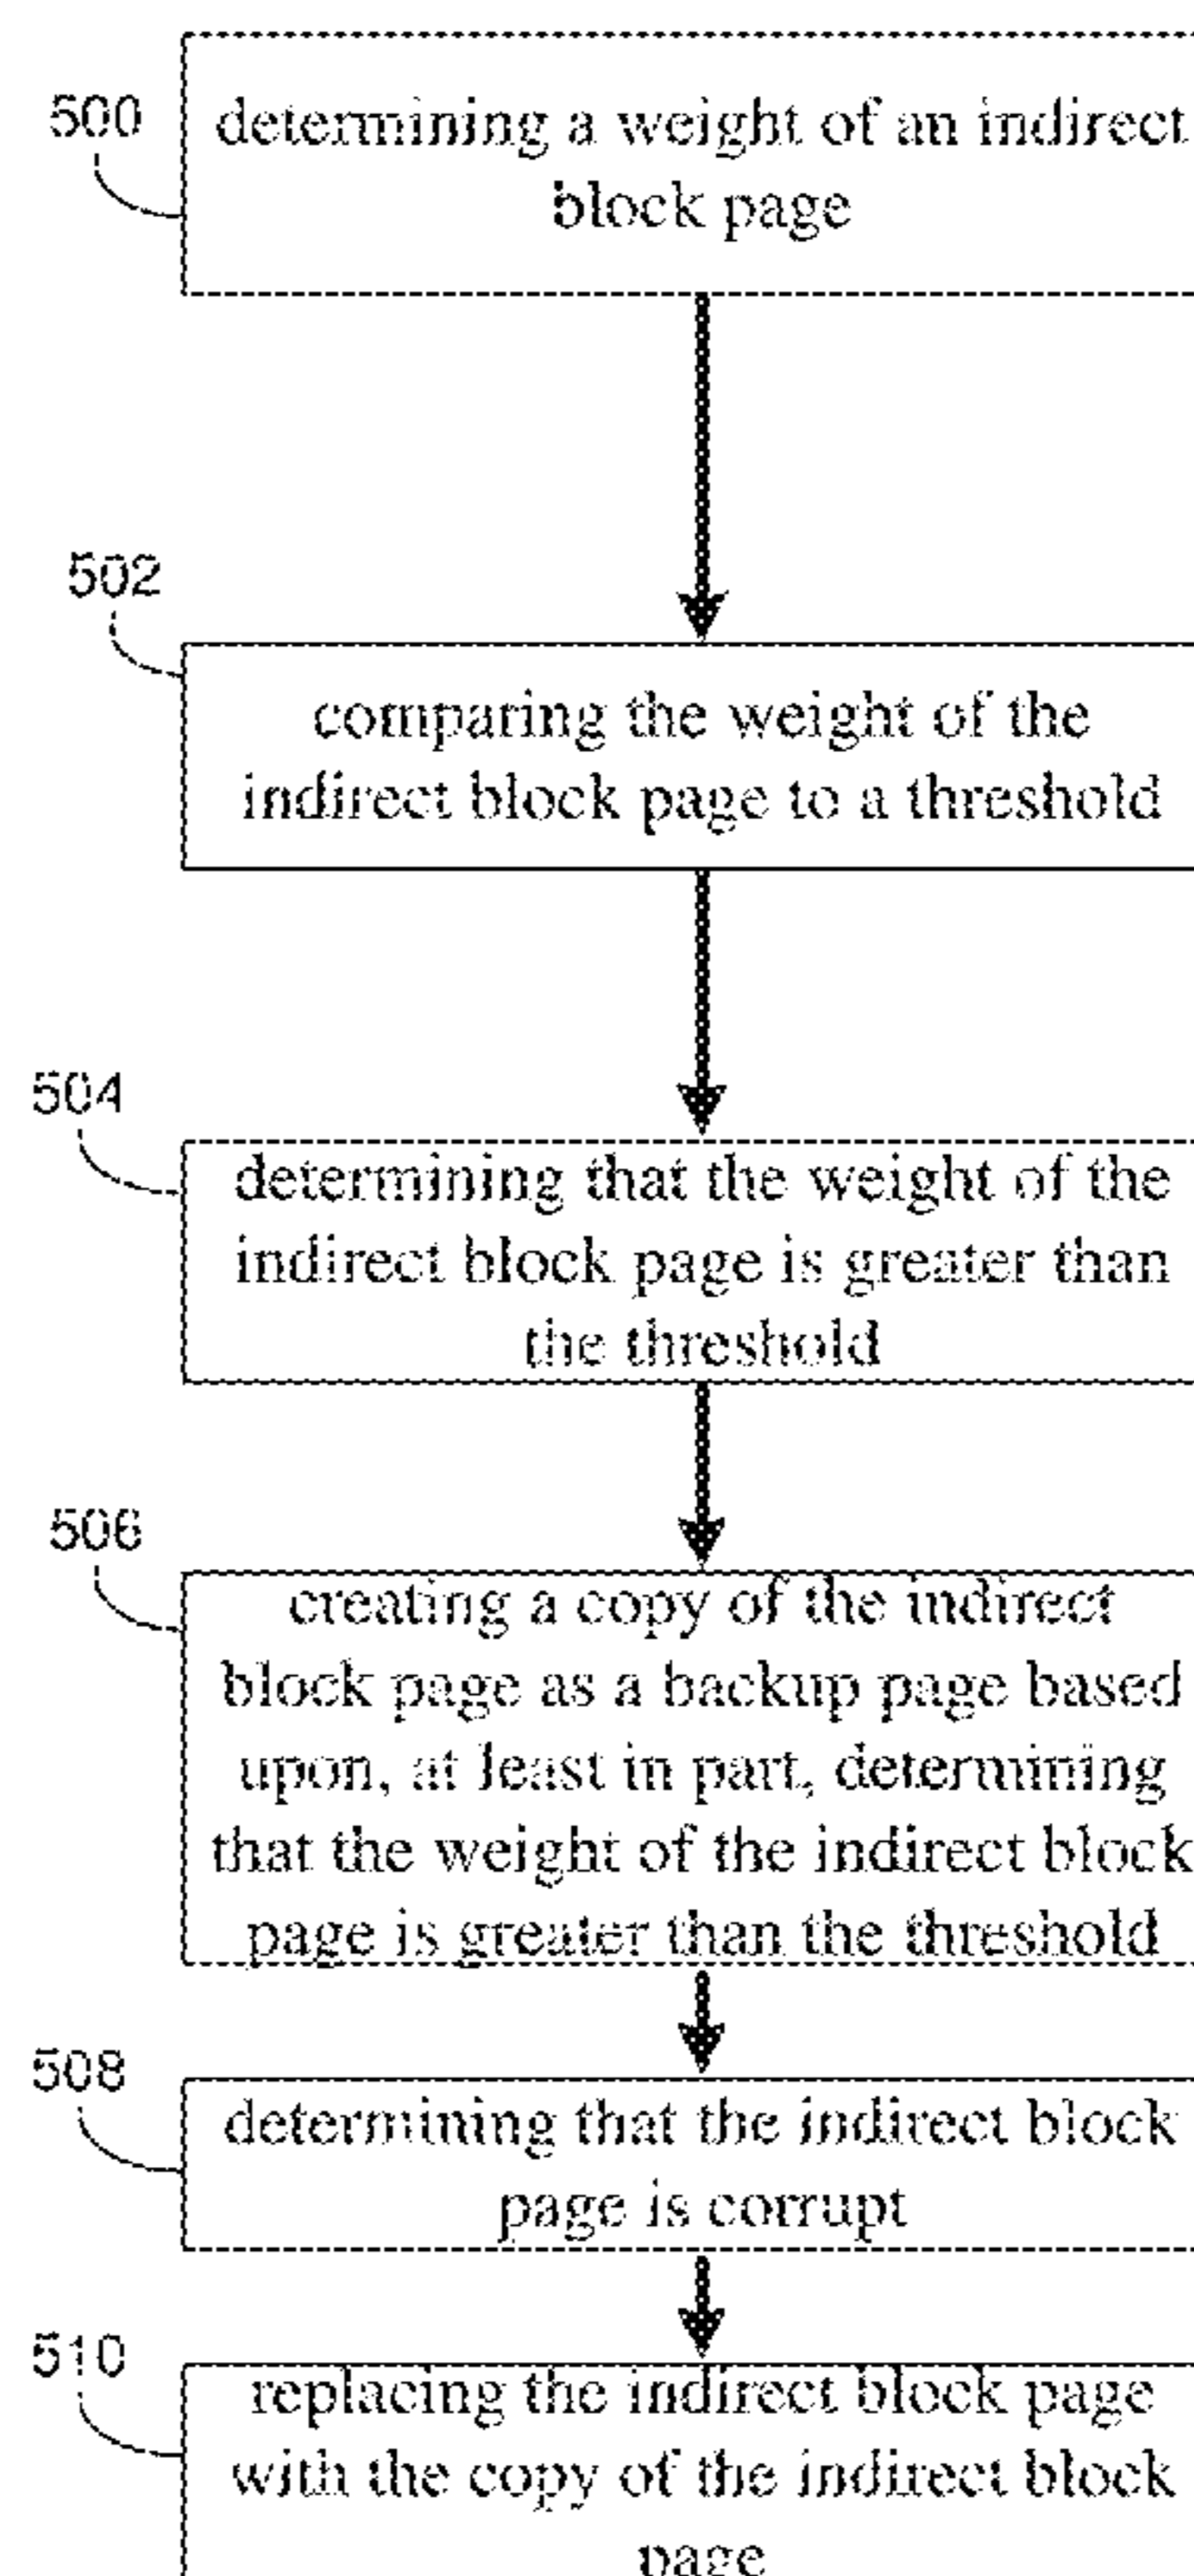 500
determining a weight of an indirect
block page
502
comparing the weight of the
indirect block page to a threshold
504
determining that the weight of the
indirect block page is greater than
the threshold
506
creating a copy of the indirect
block page as a backup page based
upon, at least in part, determining
that the weight of the indirect block
page is greater than the threshold
508
determining that the indirect block
page is corrupt
510
replacing the indirect block page
with the copy of the indirect block
page